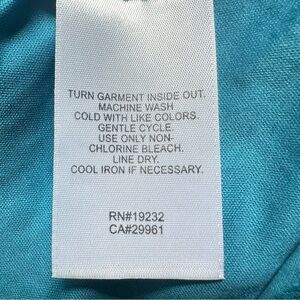 TURN GARMENT INSIDE OUT.
MACHINE WASH
COLD WITH LIKE COLORS.
GENTLE CYCLE.
USE ONLY NON-
CHLORINE BLEACH.
LINE DRY.
COOL IRON IF NECESSARY.
RN#19232
CA#29961